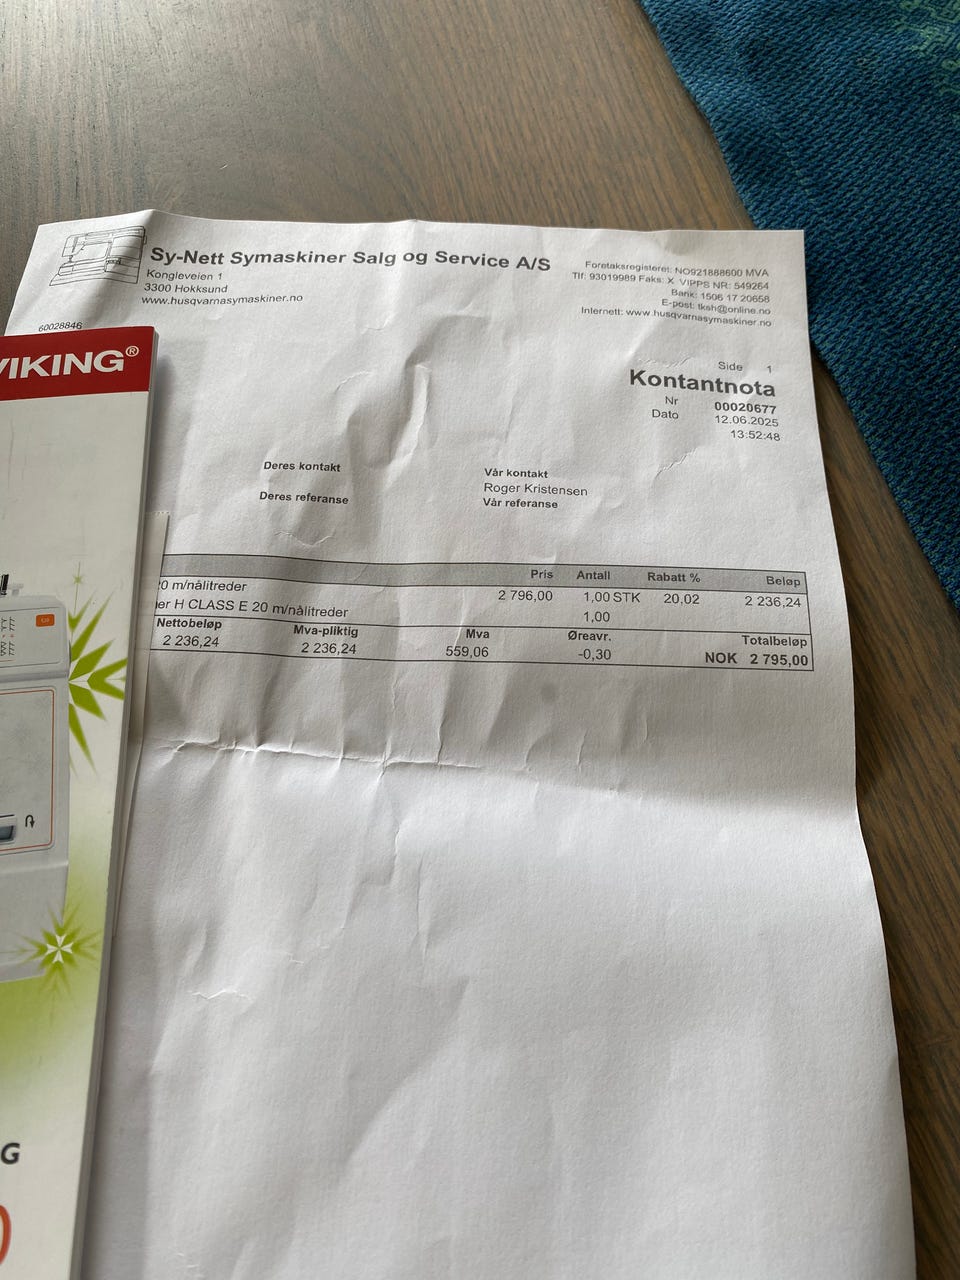 Sy-Nett Symaskiner Salg og Service A/S
Kongleveien 1
3300 Hokksund
www.husqvarnasymaskiner.no
Foretaksregisteret: NO921888600 MVA
Tlf: 93019989 Faks: X VIPPS NR: 549264
Bank: 1506 17 20658
E-post: tksh@online.no
Internett: www.husqvarnasymaskiner.no
60028846
VIKING®
Side 1
Kontantnota
Nr 00020677
Dato 12.06.2025
13:52:48
Deres kontakt
Deres referanse
Vår kontakt
Roger Kristensen
Vår referanse
Pris Antall Rabatt % Beløp
20 m/nålitreder 2 796,00 1,00 STK 20,02 2 236,24
er H CLASS E 20 m/nålitreder 1,00
Nettobeløp Mva-pliktig Mva Øreavr. Totalbeløp
2 236,24 2 236,24 559,06 -0,30 NOK 2 795,00
G
0